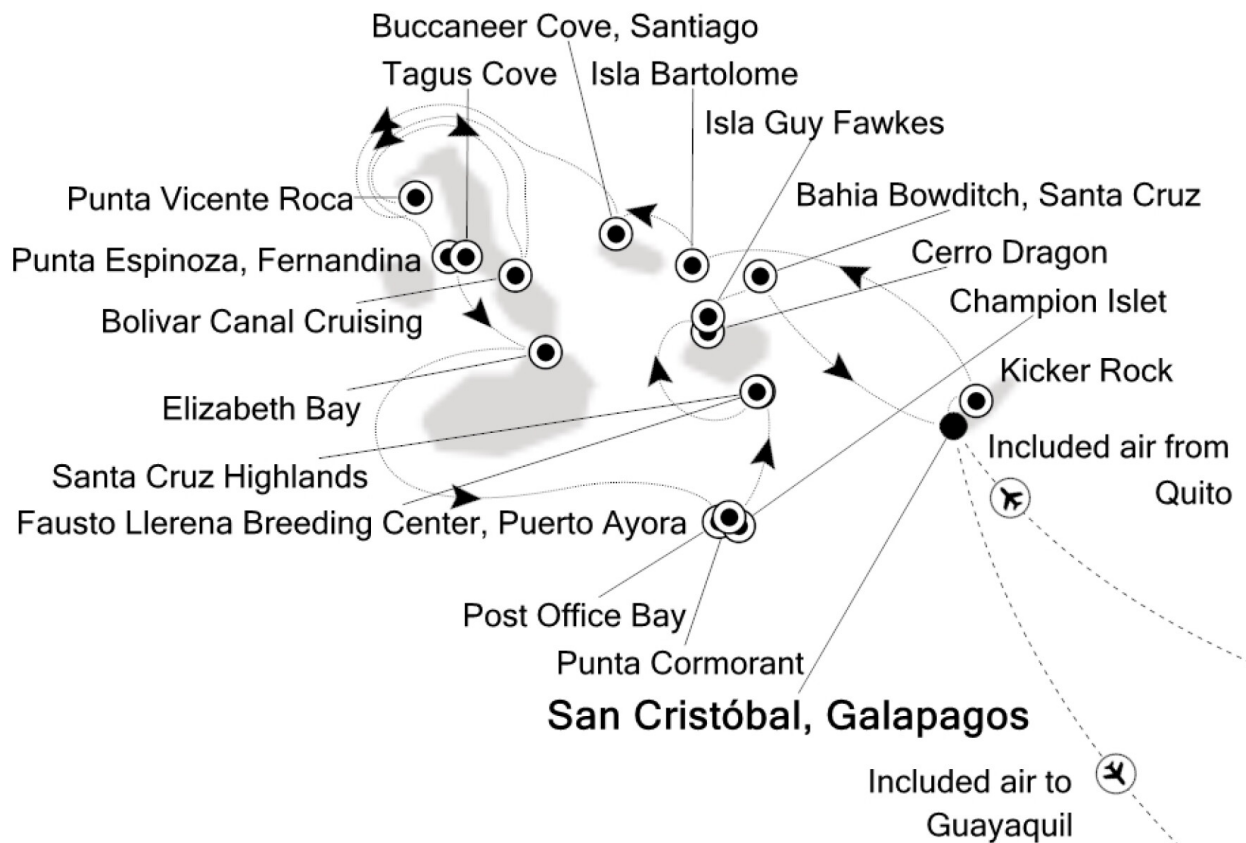 Buccaneer Cove, Santiago
Tagus Cove
Isla Bartolome
Isla Guy Fawkes
Punta Vicente Roca
Bahia Bowditch, Santa Cruz
Punta Espinoza, Fernandina
Cerro Dragon
Bolivar Canal Cruising
Champion Islet
Kicker Rock
Elizabeth Bay
Included air from
Quito
Santa Cruz Highlands
Fausto Llerena Breeding Center, Puerto Ayora
Post Office Bay
Punta Cormorant
San Cristóbal, Galapagos
Included air to
Guayaquil